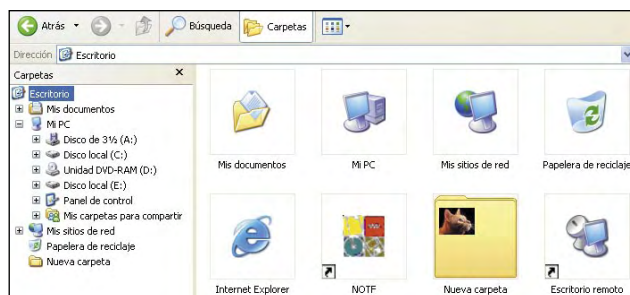 Atrás Búsqueda Carpetas
Dirección Escritorio
Carpetas X
Escritorio
Mis documentos
Mi PC
Disco de 3½ (A:)
Disco local (C:)
Unidad DVD-RAM (D:)
Disco local (E:)
Panel de control
Mis carpetas para compartir
Mis sitios de red
Papelera de reciclaje
Nueva carpeta
Mis documentos Mi PC Mis sitios de red Papelera de reciclaje
Internet Explorer NOTF Nueva carpeta Escritorio remoto